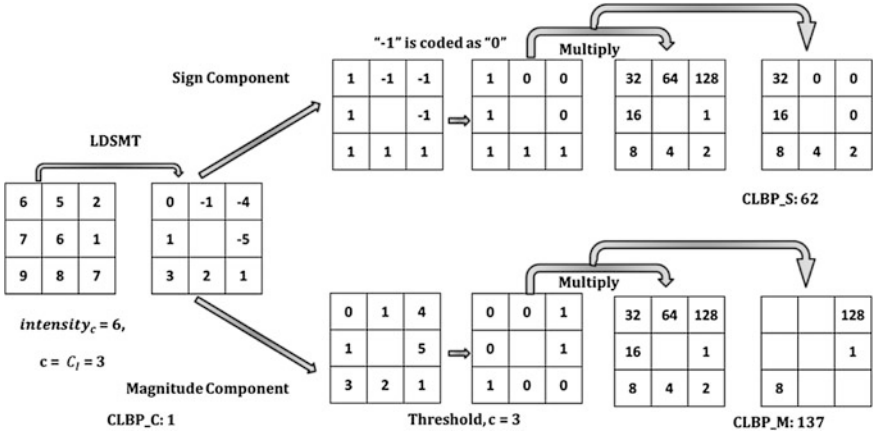 “-1” is coded as “0”
Multiply
Sign Component
1 -1 -1
1 -1
1 1 1
1 0 0
1 0
1 1 1
32 64 128
16 1
8 4 2
32 0 0
16 0
8 4 2
CLBP_S: 62
LDSMT
6 5 2
7 6 1
9 8 7
0 -1 -4
1 -5
3 2 1
intensity_c = 6,
c = C_I = 3
Magnitude Component
CLBP_C: 1
Multiply
0 1 4
1 5
3 2 1
Threshold, c = 3
0 0 1
0 1
1 0 0
32 64 128
16 1
8 4 2
128
1
8
CLBP_M: 137